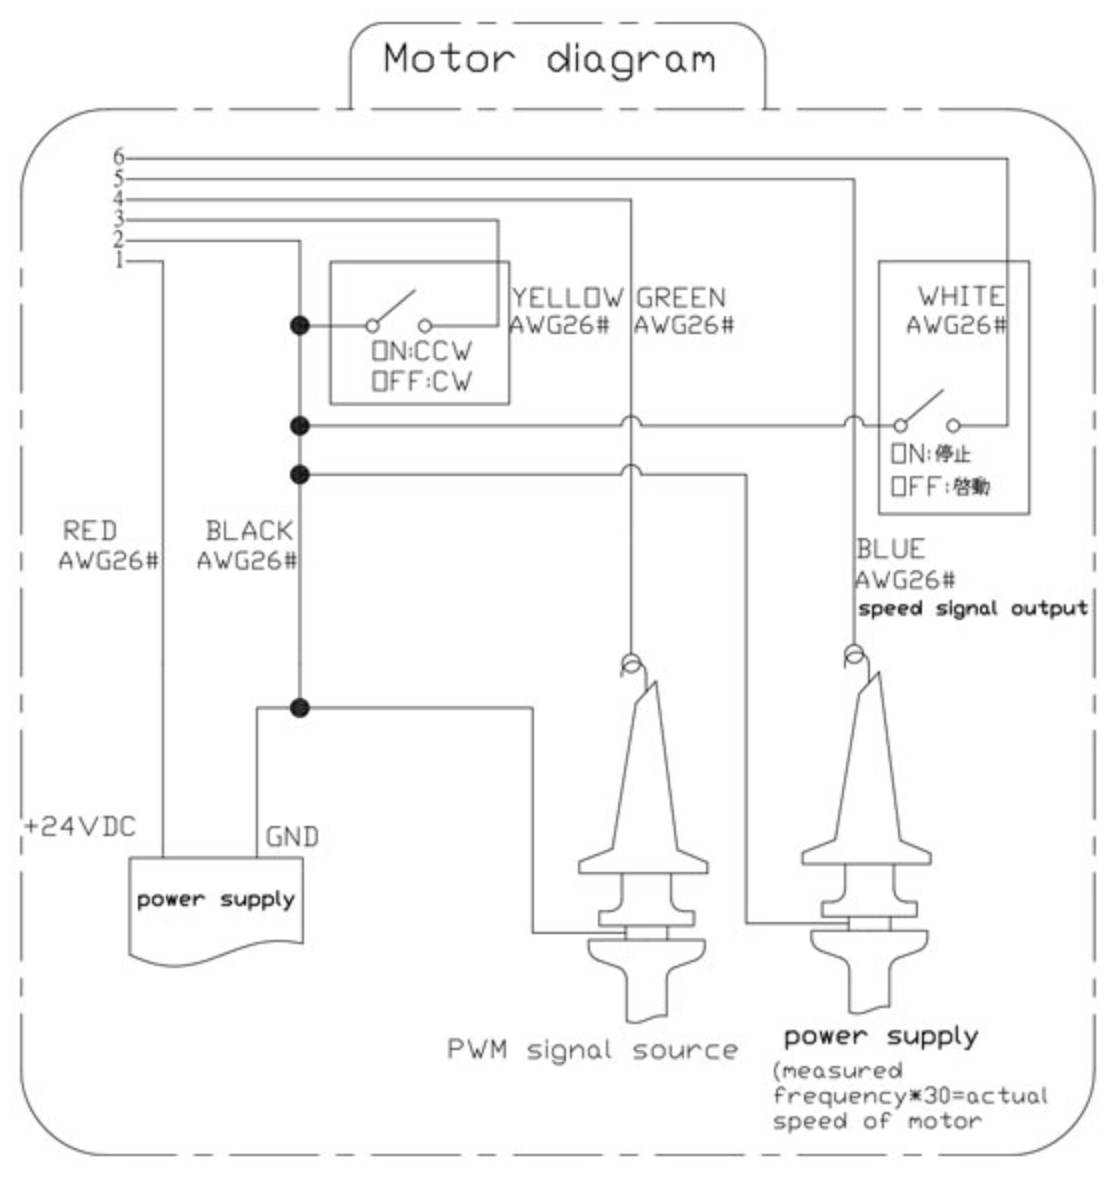 Motor diagram
6
5
4
3
2
1
YELLOW
AWG26#
GREEN
AWG26#
WHITE
AWG26#
ON:CCW
OFF:CW
ON:停止
OFF:啓動
RED
AWG26#
BLACK
AWG26#
BLUE
AWG26#
speed signal output
+24VDC
GND
power supply
PWM signal source
power supply
(measured
frequency*30=actual
speed of motor